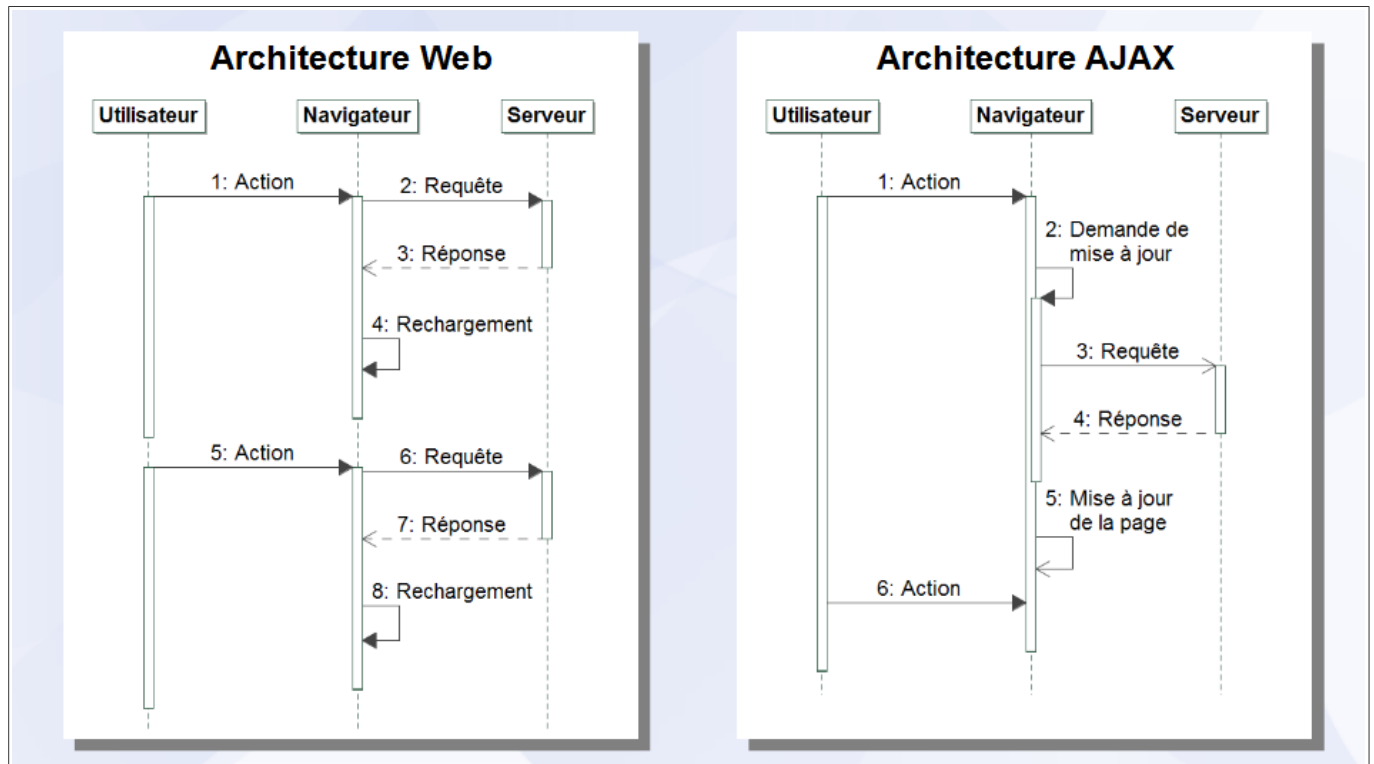 Architecture Web
Utilisateur
Navigateur
Serveur
1: Action
2: Requête
3: Réponse
4: Rechargement
5: Action
6: Requête
7: Réponse
8: Rechargement
Architecture AJAX
Utilisateur
Navigateur
Serveur
1: Action
2: Demande de
mise à jour
3: Requête
4: Réponse
5: Mise à jour
de la page
6: Action